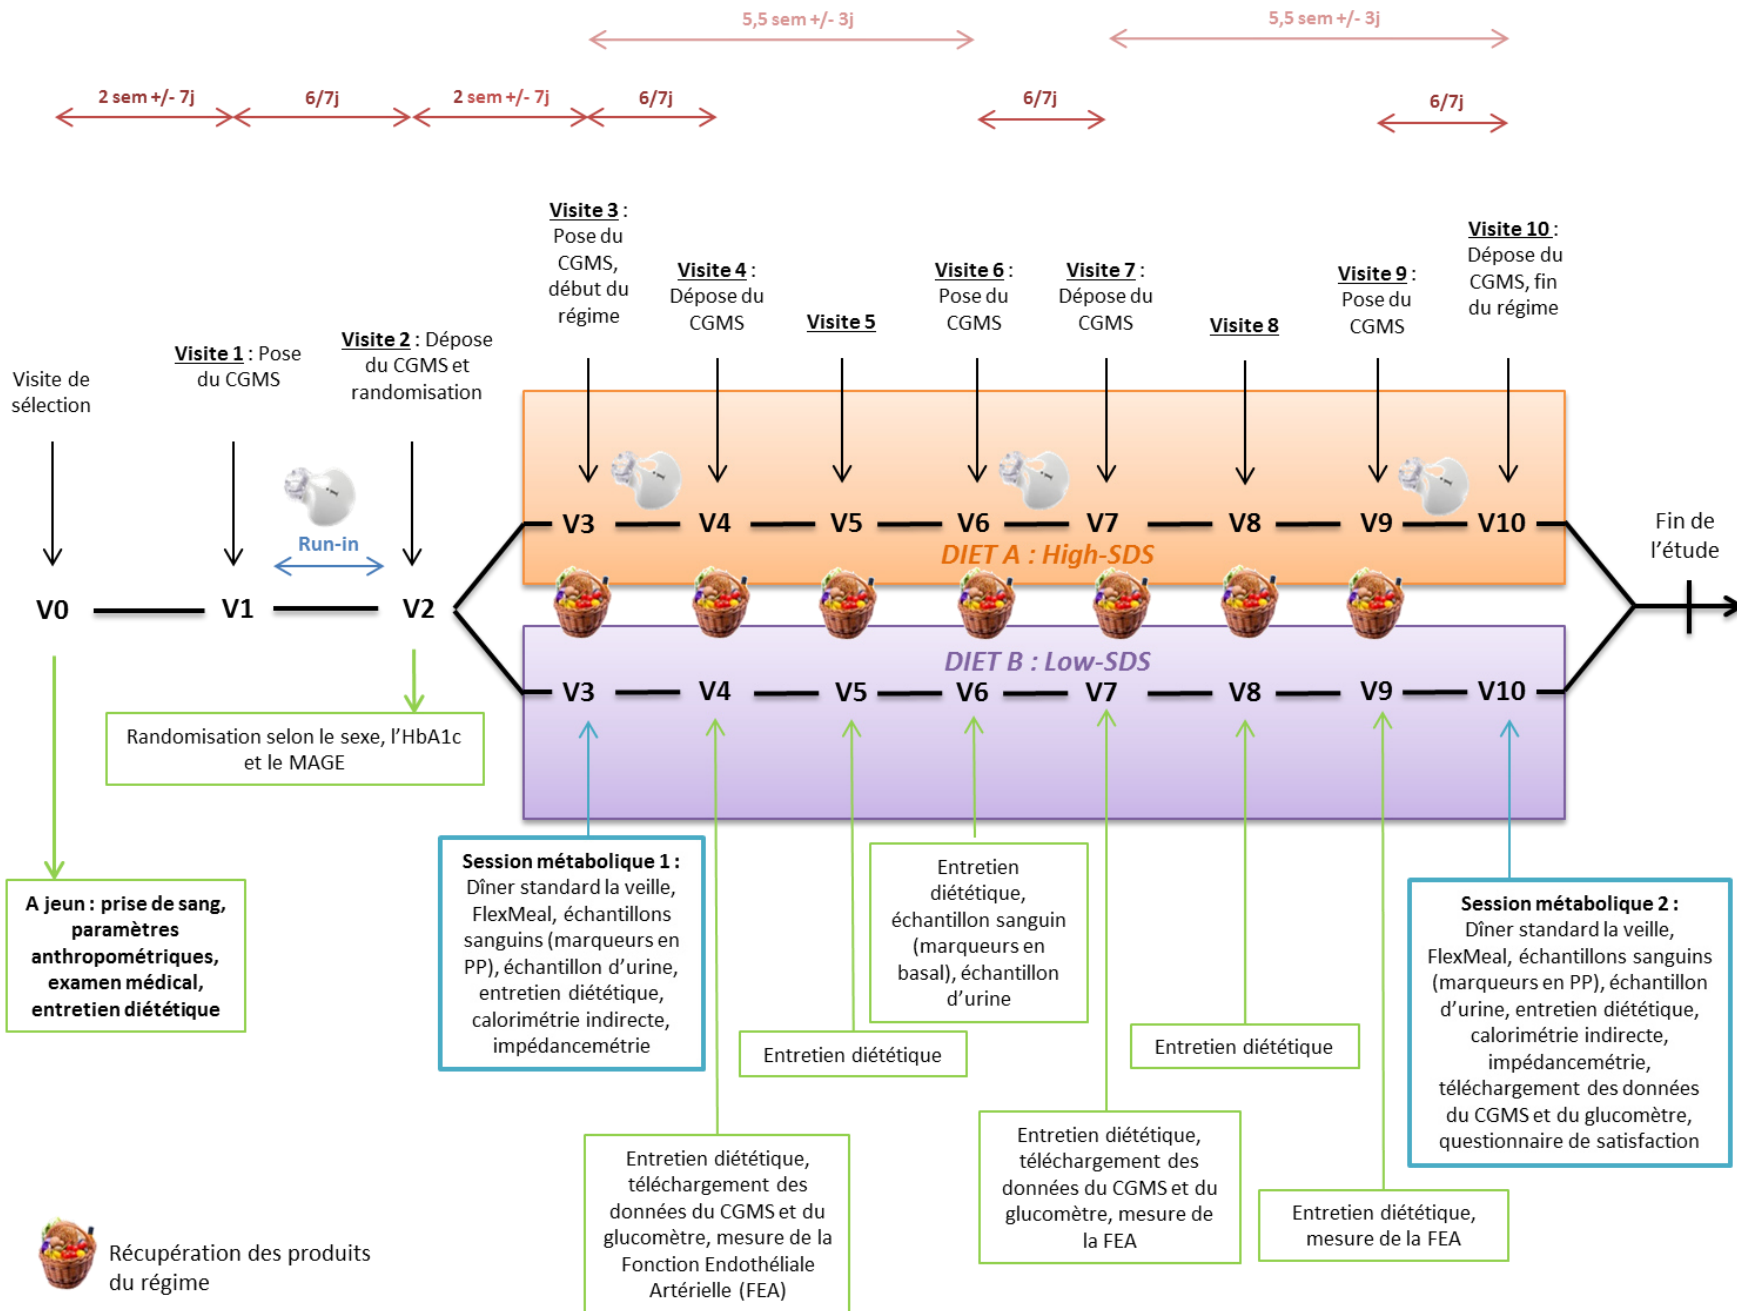 5,5 sem +/- 3j
5,5 sem +/- 3j
2 sem +/- 7j
6/7j
2 sem +/- 7j
6/7j
6/7j
6/7j
Visite de
sélection
Visite 1 : Pose
du CGMS
Visite 2 : Dépose
du CGMS et
randomisation
Visite 3 :
Pose du
CGMS,
début du
régime
Visite 4 :
Dépose du
CGMS
Visite 5
Visite 6 :
Pose du
CGMS
Visite 7 :
Dépose du
CGMS
Visite 8
Visite 9 :
Pose du
CGMS
Visite 10 :
Dépose du
CGMS, fin
du régime
Run-in
V0
V1
V2
V3
V4
V5
V6
V7
V8
V9
V10
DIET A : High-SDS
Fin de
l'étude
DIET B : Low-SDS
V3
V4
V5
V6
V7
V8
V9
V10
Randomisation selon le sexe, l'HbA1c
et le MAGE
A jeun : prise de sang,
paramètres
anthropométriques,
examen médical,
entretien diététique
Session métabolique 1 :
Dîner standard la veille,
FlexMeal, échantillons
sanguins (marqueurs en
PP), échantillon d'urine,
entretien diététique,
calorimétrie indirecte,
impédancemétrie
Entretien diététique,
téléchargement des
données du CGMS et du
glucomètre, mesure de la
Fonction Endothéliale
Artérielle (FEA)
Entretien diététique
Entretien
diététique,
échantillon sanguin
(marqueurs en
basal), échantillon
d'urine
Entretien diététique,
téléchargement des
données du CGMS et du
glucomètre, mesure de
la FEA
Entretien diététique
Entretien diététique,
mesure de la FEA
Session métabolique 2 :
Dîner standard la veille,
FlexMeal, échantillons sanguins
(marqueurs en PP), échantillon
d'urine, entretien diététique,
calorimétrie indirecte,
impédancemétrie,
téléchargement des données
du CGMS et du glucomètre,
questionnaire de satisfaction
Récupération des produits
du régime